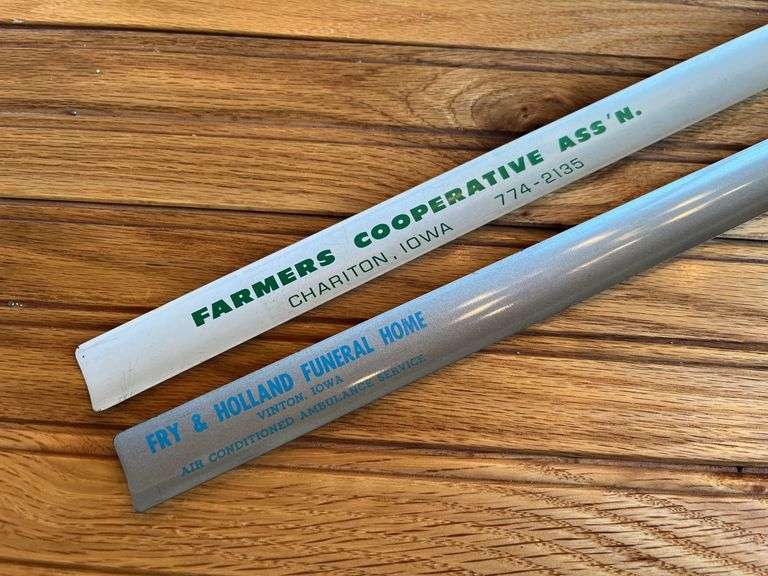 FARMERS COOPERATIVE ASS'N.
CHARITON, IOWA 774-2135
FRY & HOLLAND FUNERAL HOME
VINTON, IOWA
AIR CONDITIONED AMBULANCE SERVICE